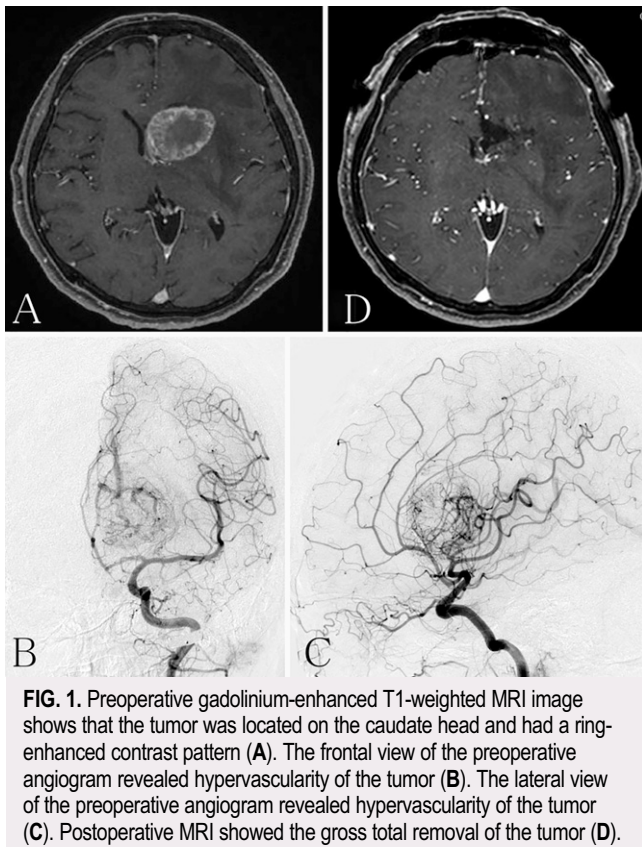 A
D
B
C
FIG. 1. Preoperative gadolinium-enhanced T1-weighted MRI image
shows that the tumor was located on the caudate head and had a ring-
enhanced contrast pattern (A). The frontal view of the preoperative
angiogram revealed hypervascularity of the tumor (B). The lateral view
of the preoperative angiogram revealed hypervascularity of the tumor
(C). Postoperative MRI showed the gross total removal of the tumor (D).